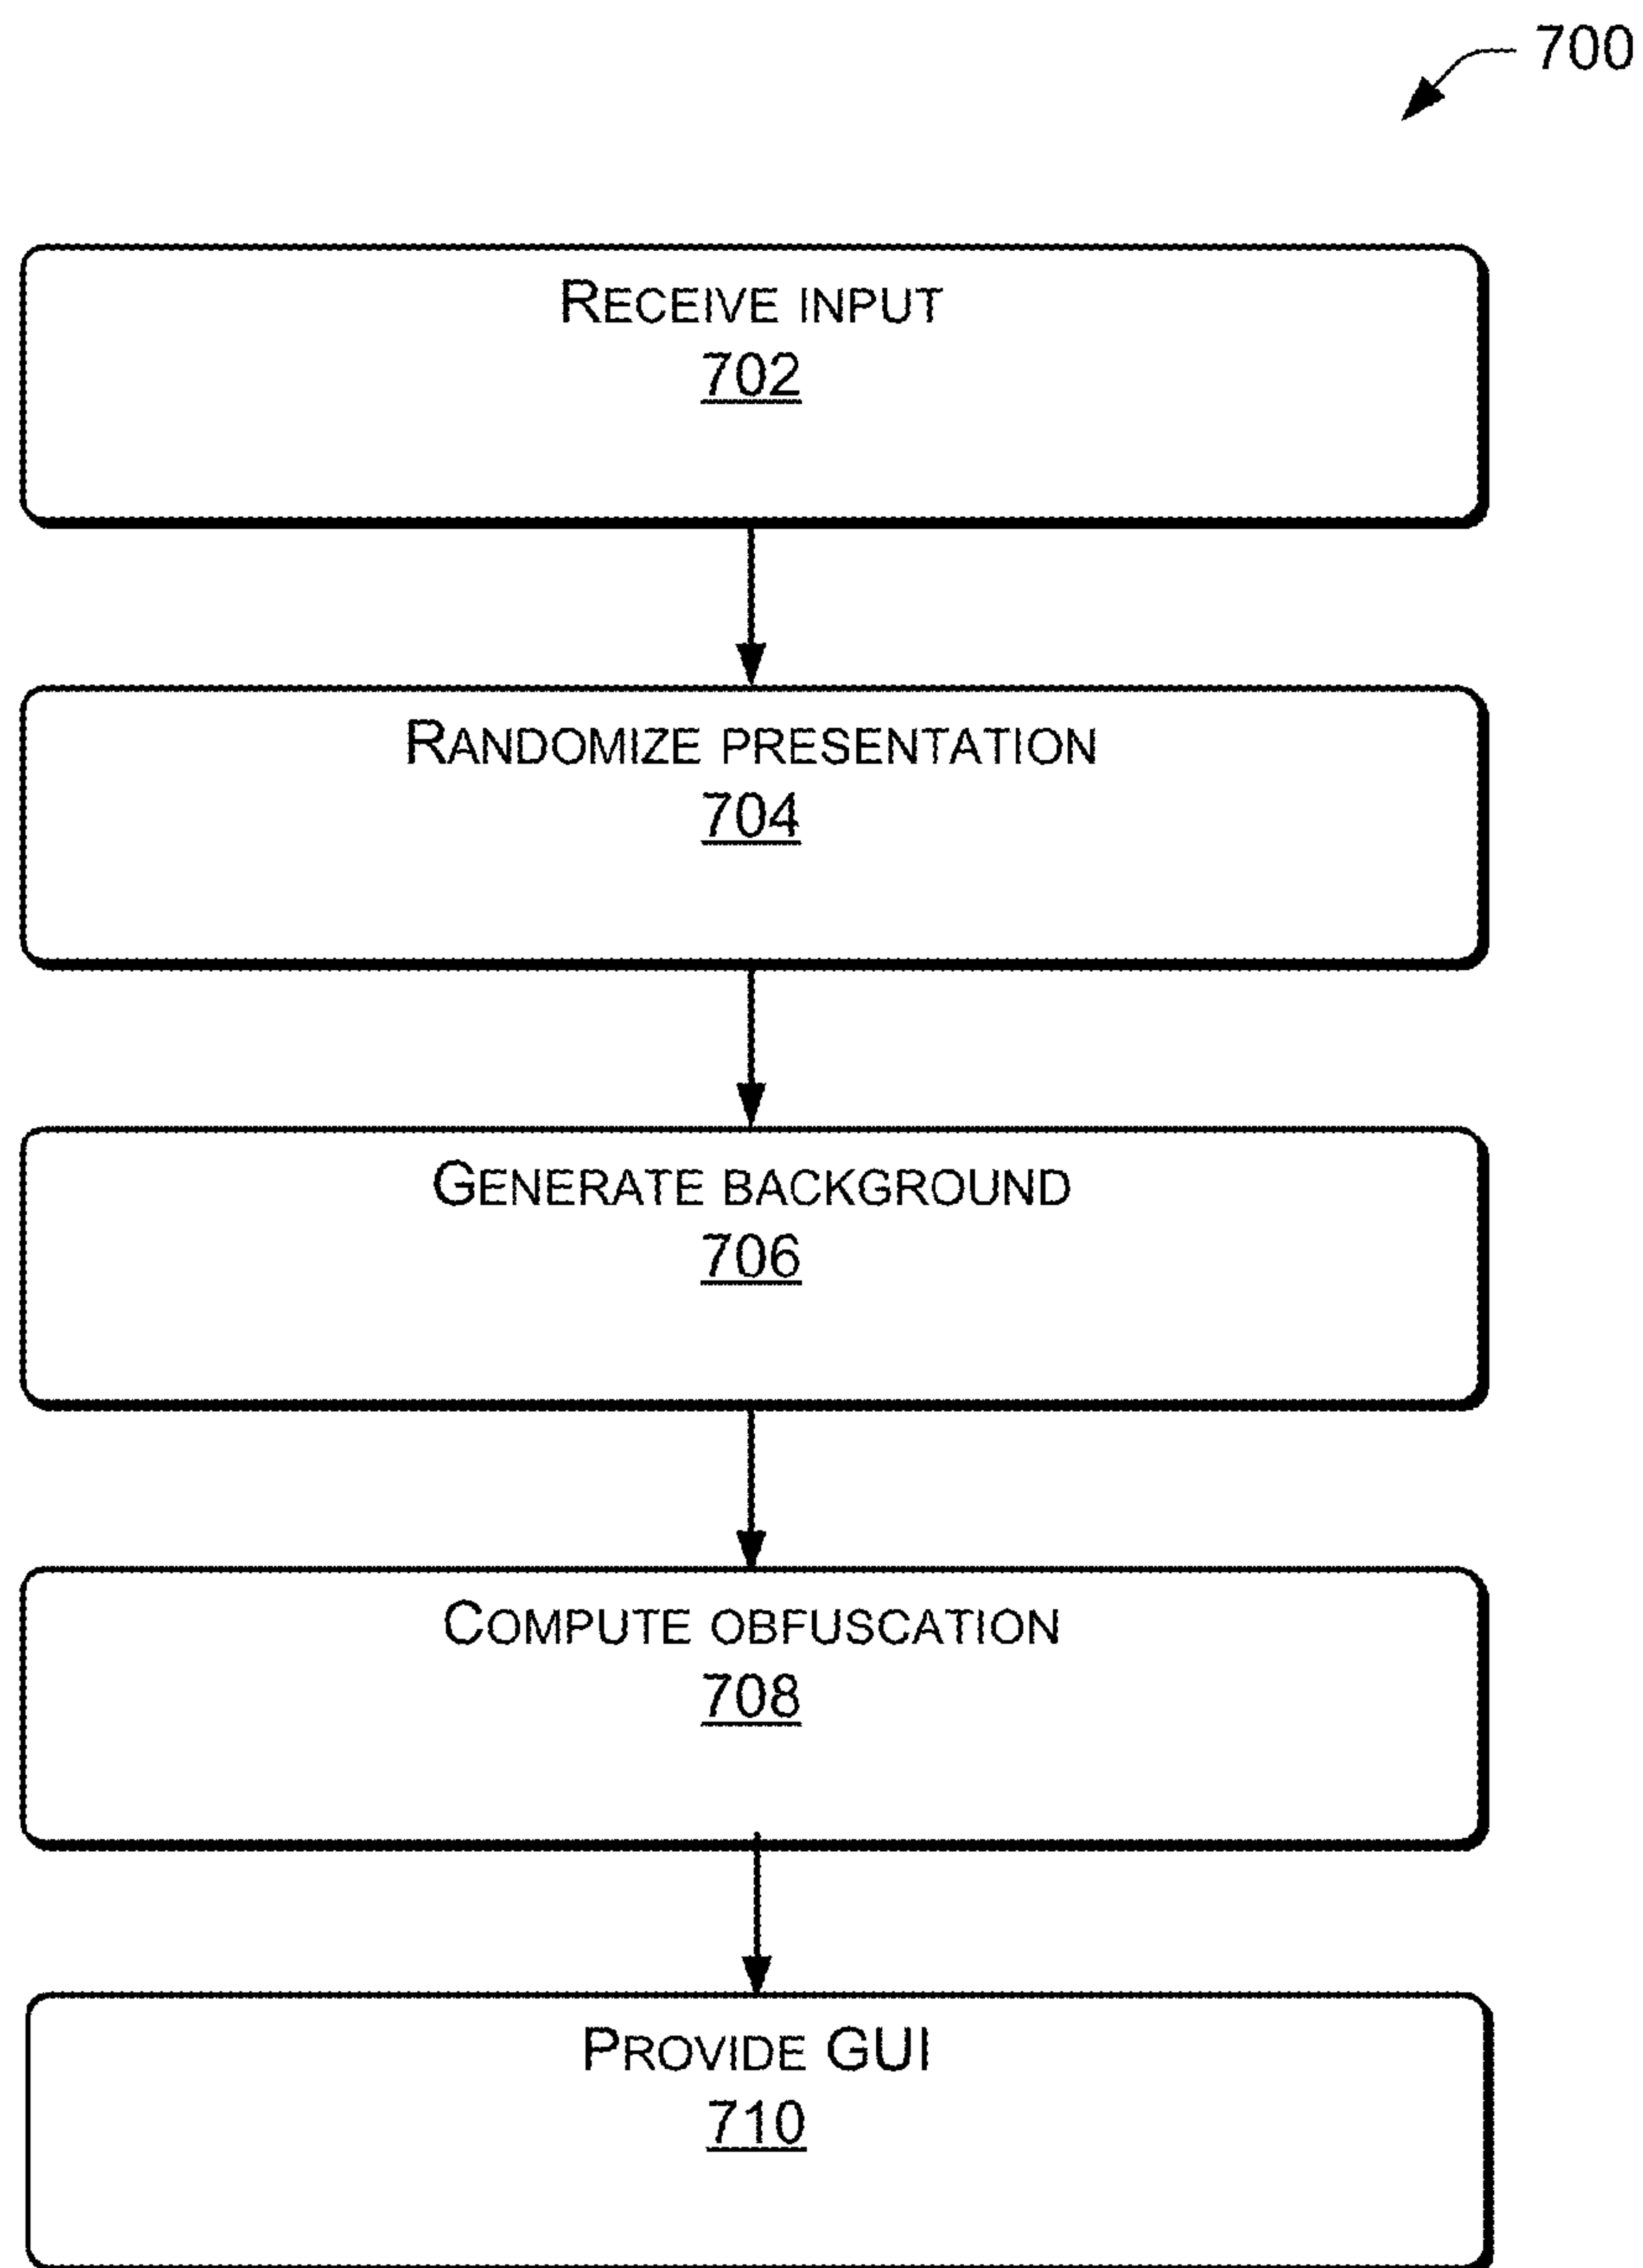 700
RECEIVE INPUT
702
RANDOMIZE PRESENTATION
704
GENERATE BACKGROUND
706
COMPUTE OBFUSCATION
708
PROVIDE GUI
710